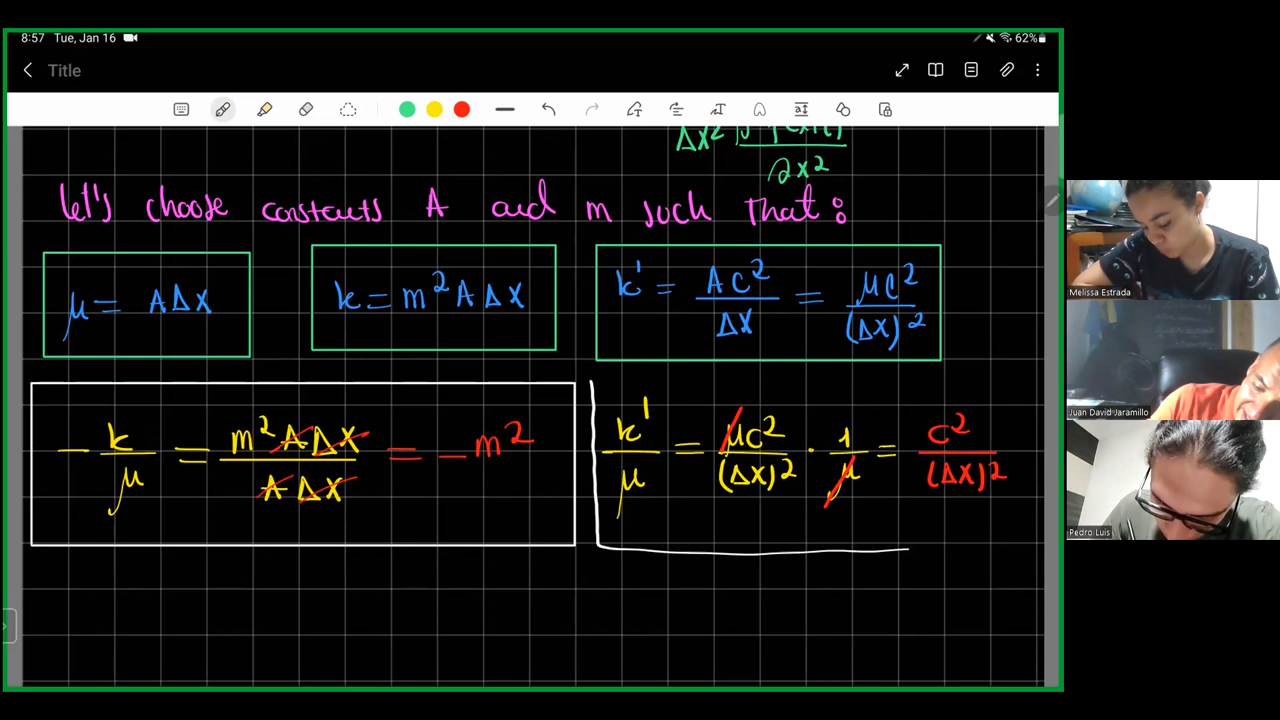 8:57 Tue, Jan 16 62%
Title
Δx²
∂x²
let's choose constants A and m such that:
μ = AΔx
k = m²AΔx
k' = Ac²/Δx = μc²/(Δx)²
- k/μ = m²AΔx/AΔx = -m²
k'/μ = μc²/(Δx)² · 1/μ = c²/(Δx)²
Melissa Estrada
Juan David Jaramillo
Pedro Luis